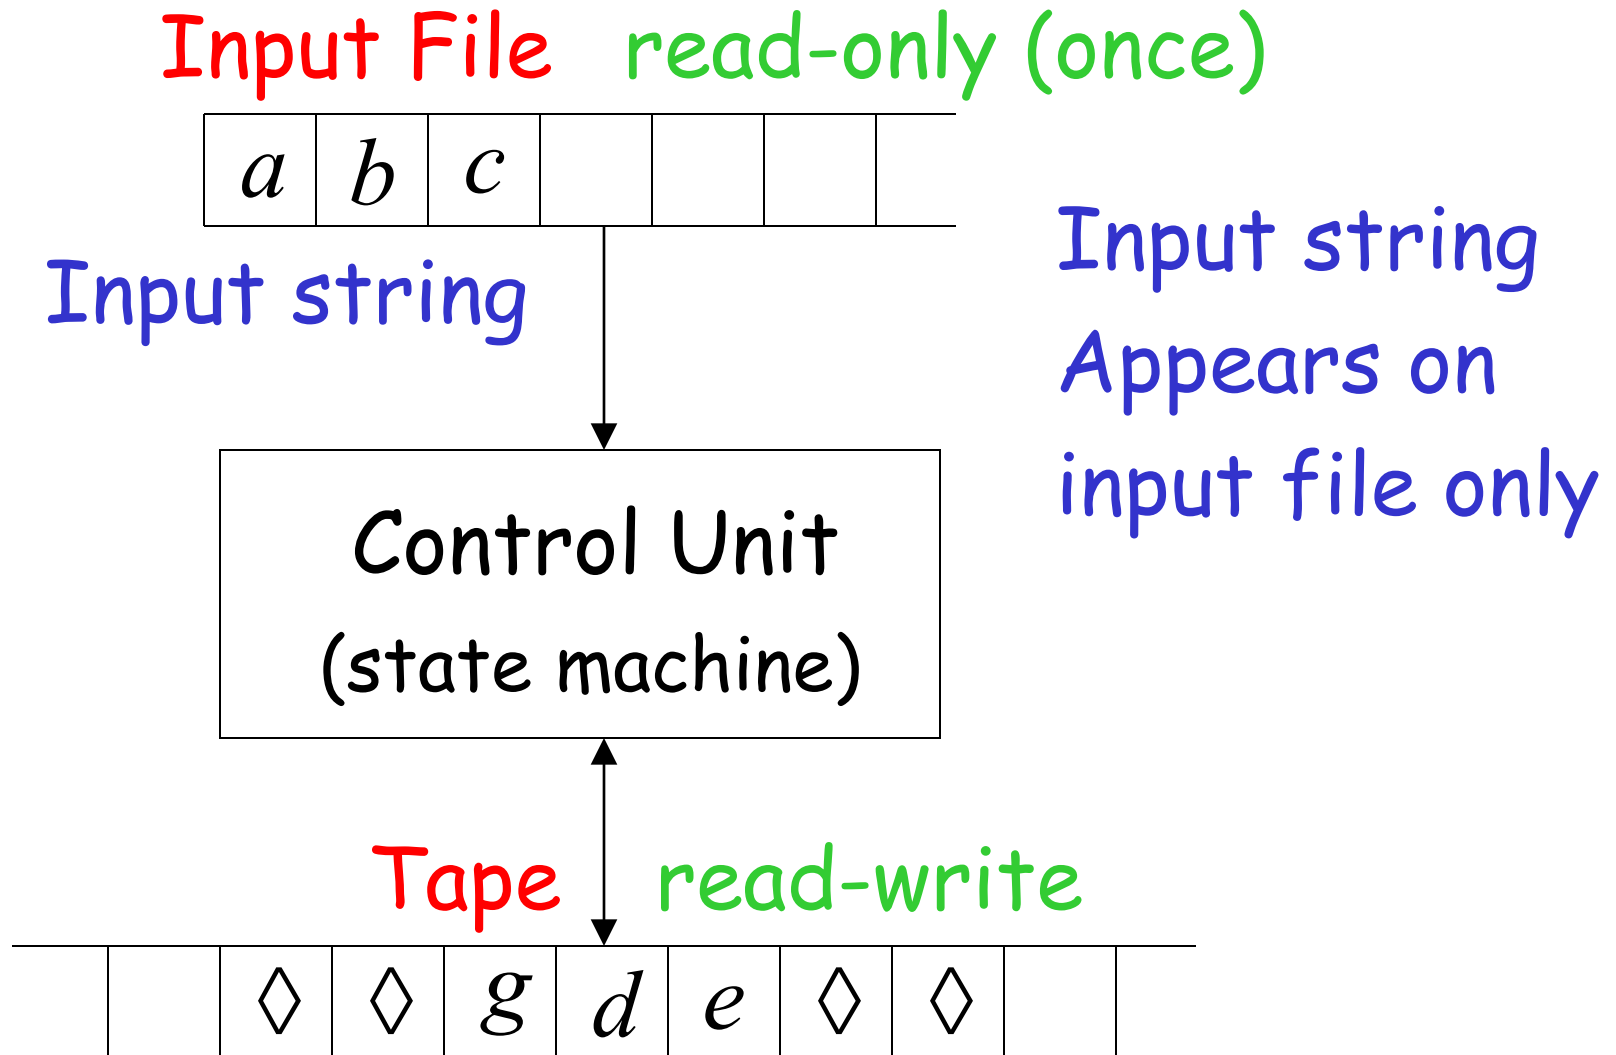 Input File read-only (once)
a b c
Input string
Input string
Appears on
input file only
Control Unit
(state machine)
Tape read-write
◊ ◊ g d e ◊ ◊